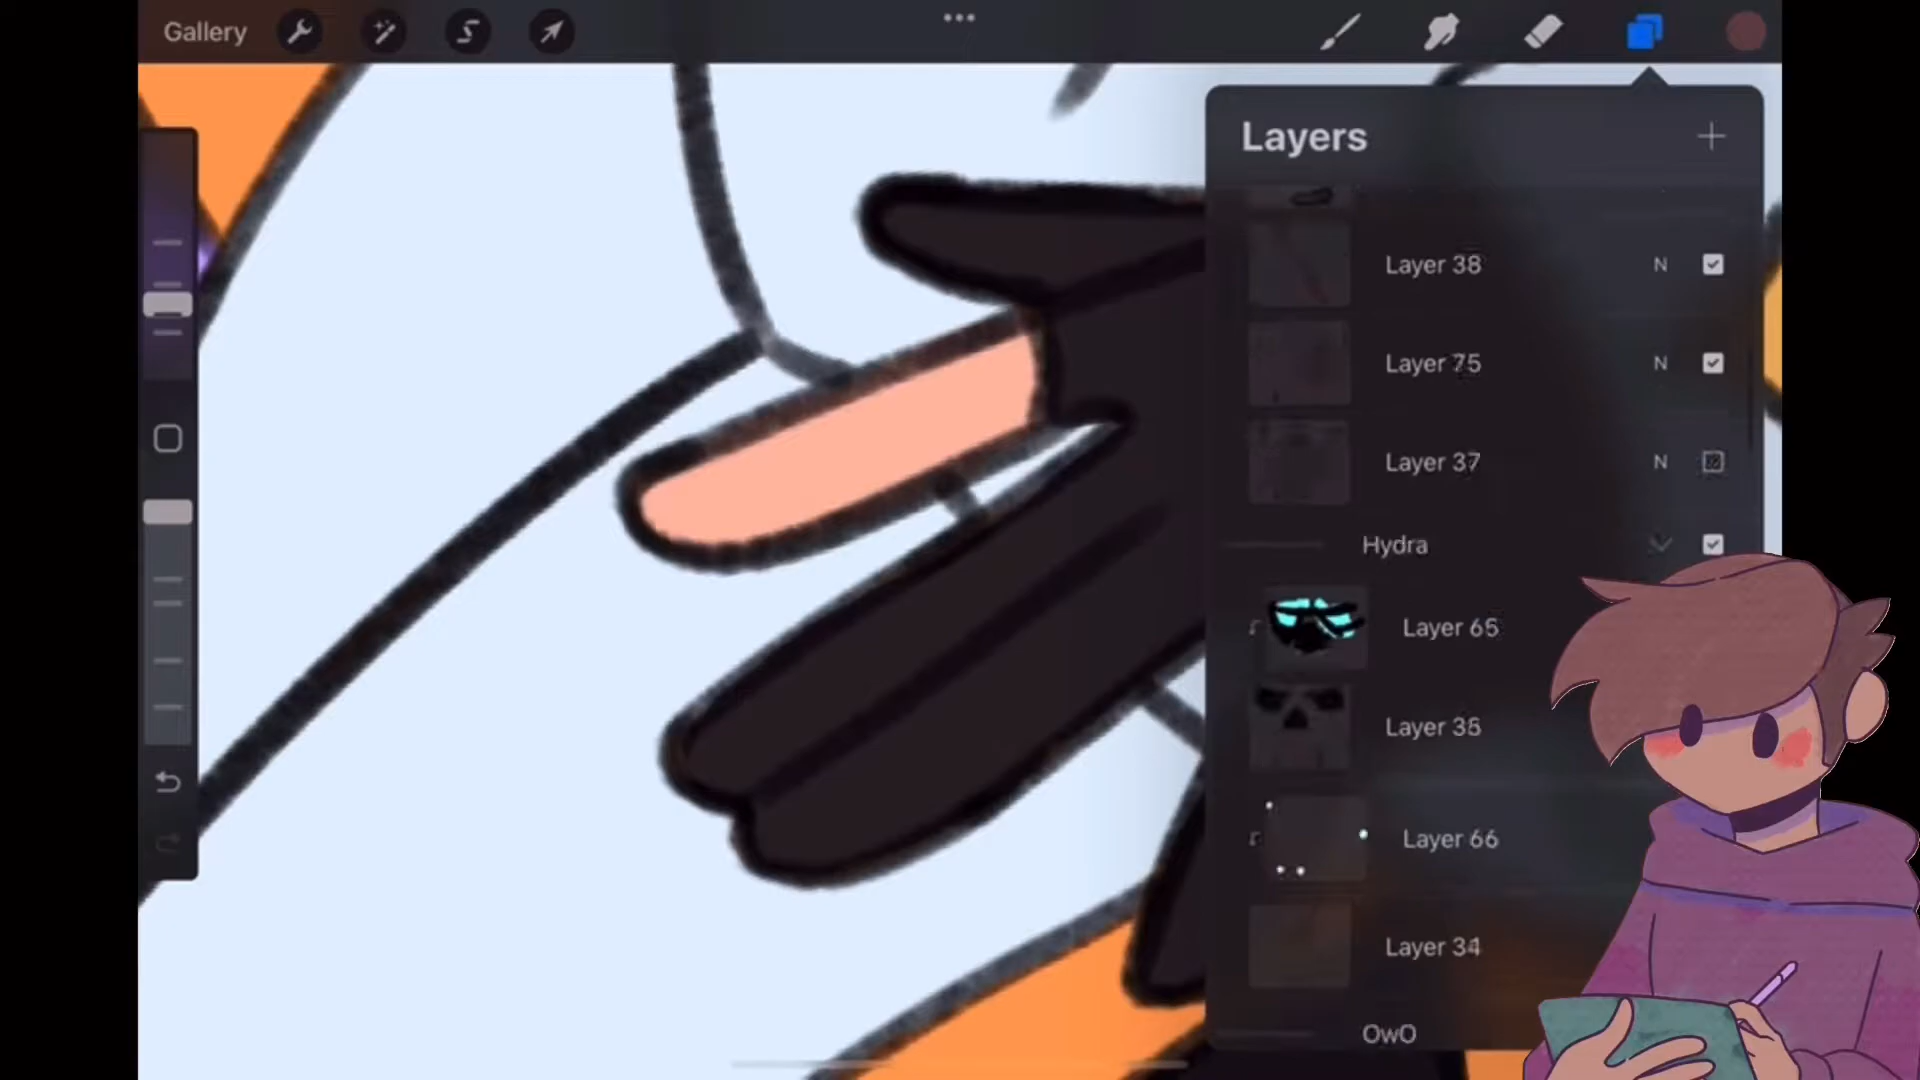 Gallery
Layers
Layer 38
N
Layer 75
N
Layer 37
N
Hydra
Layer 65
Layer 35
Layer 66
Layer 34
OwO